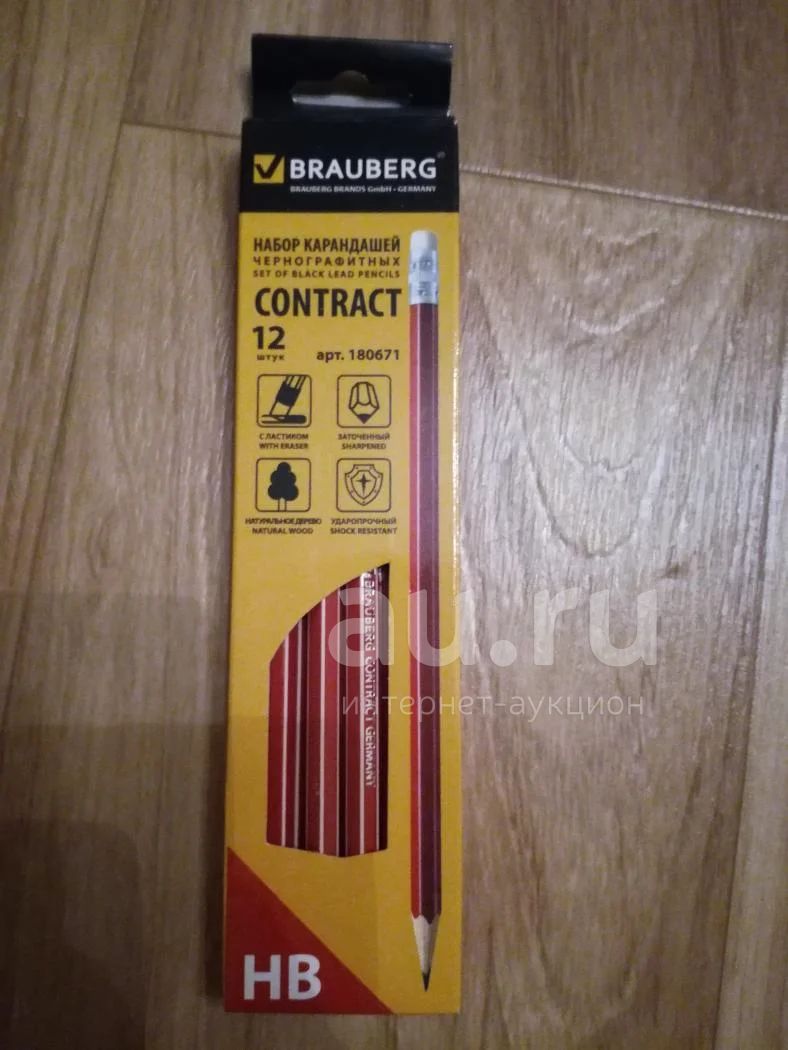 BRAUBERG®
BRAUBERG BRANDS GmbH • GERMANY
НАБОР КАРАНДАШЕЙ
ЧЕРНОГРАФИТНЫХ
SET OF BLACK LEAD PENCILS
CONTRACT
12
штук
арт. 180671
С ЛАСТИКОМ
WITH ERASER
ЗАТОЧЕННЫЙ
SHARPENED
НАТУРАЛЬНОЕ ДЕРЕВО
NATURAL WOOD
УДАРОПРОЧНЫЙ
SHOCK RESISTANT
BRAUBERG CONTRACT GERMANY
au.ru
интернет-аукцион
HB